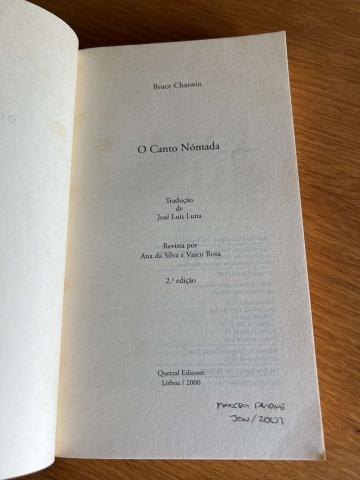 Bruce Chatwin
O Canto Nómada
Tradução
de
José Luís Luna
Revista por
Ana da Silva e Vasco Rosa
2.ª edição
Quetzal Editores
Lisboa / 2000
JAN/2001